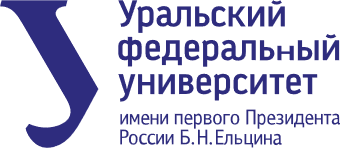 У
Уральский
федеральный
университет
имени первого Президента
России Б.Н.Ельцина